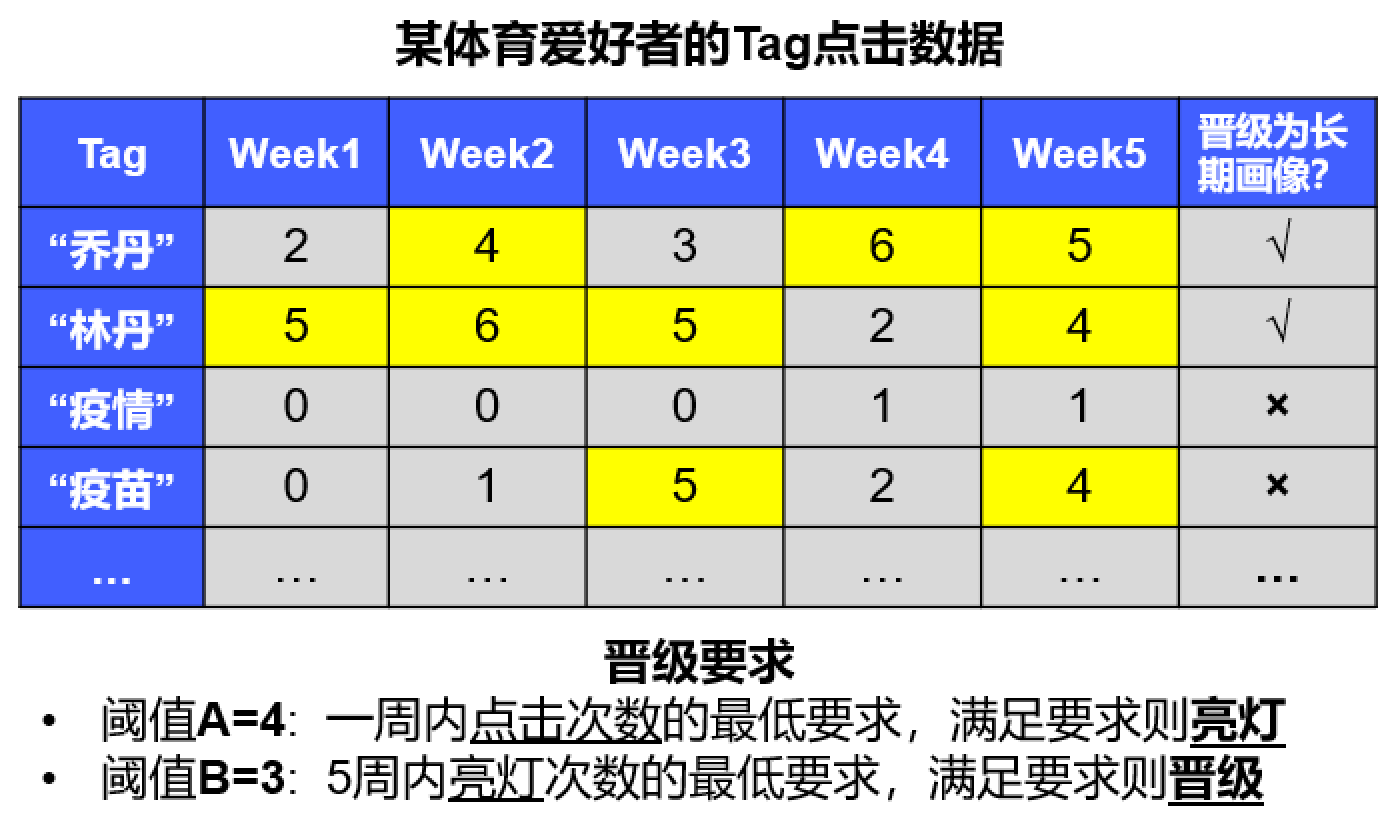 某体育爱好者的Tag点击数据
Tag Week1 Week2 Week3 Week4 Week5 晋级为长
期画像?
“乔丹” 2 4 3 6 5 √
“林丹” 5 6 5 2 4 √
“疫情” 0 0 0 1 1 ×
“疫苗” 0 1 5 2 4 ×
... ... ... ... ... ... ...
晋级要求
• 阈值A=4: 一周内点击次数的最低要求，满足要求则亮灯
• 阈值B=3: 5周内亮灯次数的最低要求，满足要求则晋级